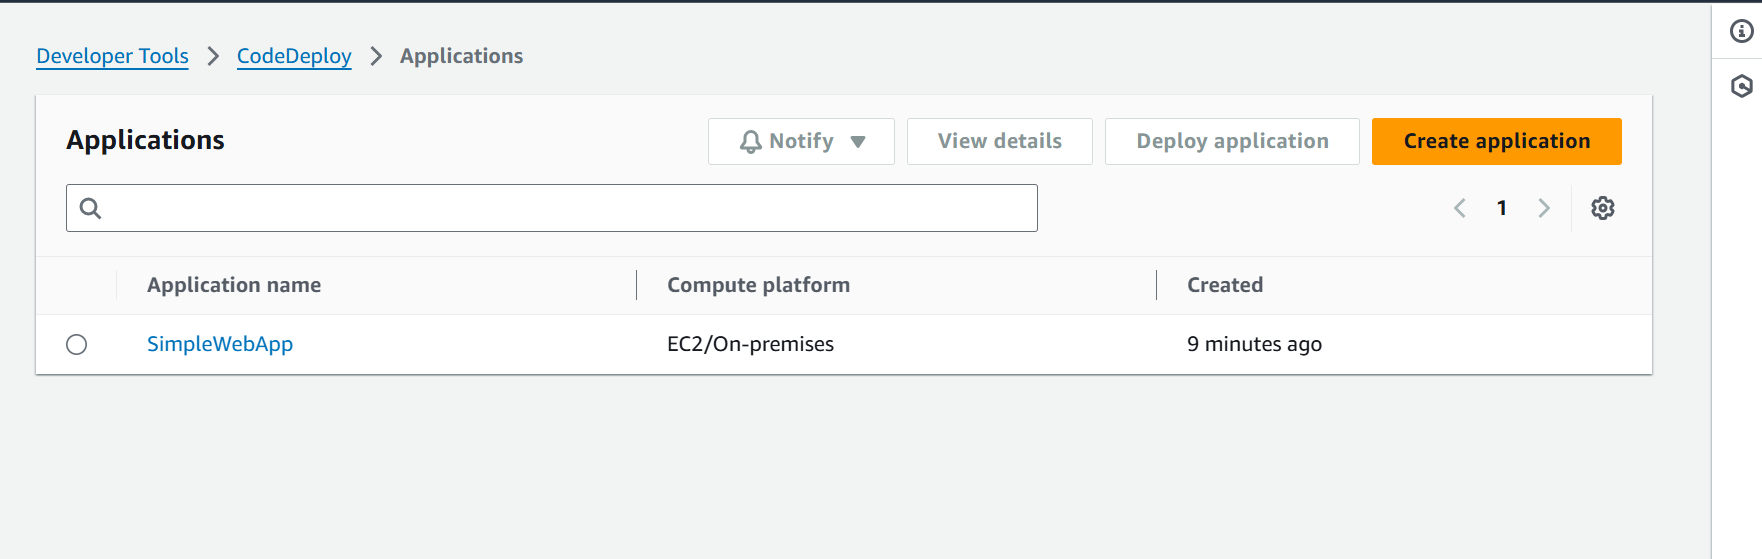 Developer Tools > CodeDeploy > Applications
Applications
Notify View details Deploy application Create application
1
Application name Compute platform Created
SimpleWebApp EC2/On-premises 9 minutes ago